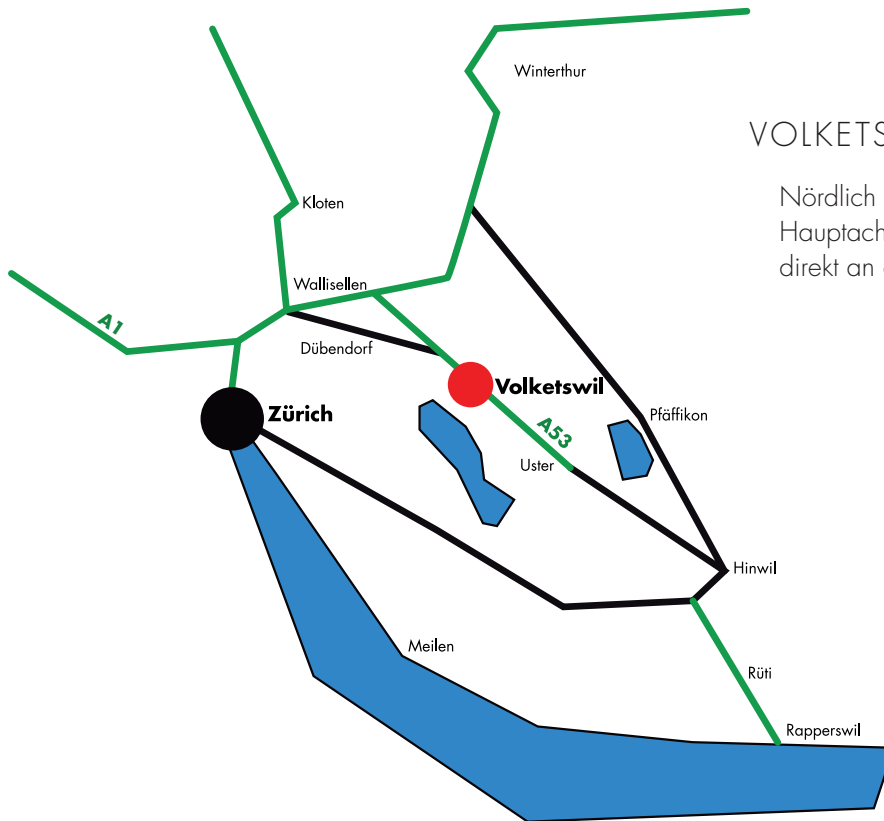 Winterthur
VOLKETS
Nördlich
Hauptach
direkt an
Kloten
Wallisellen
A1
Dübendorf
Volketswil
Zürich
Pfäffikon
A53
Uster
Hinwil
Meilen
Rüti
Rapperswil